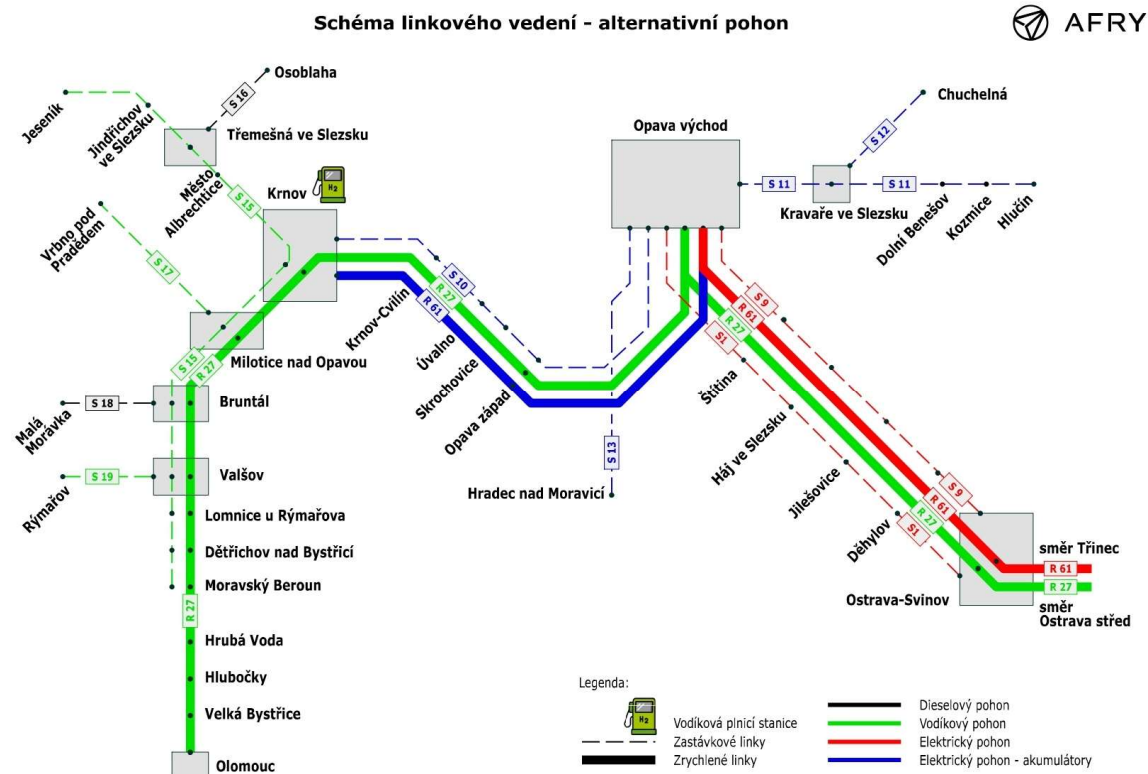 Schéma linkového vedení - alternativní pohon
AFRY
Osoblaha
S 16
Jeseník
Jindřichov
ve Slezsku
Třemešná ve Slezsku
Město
Albrechtice
S 15
Krnov
H2
Vrbno pod
Pradědem
S 17
Opava východ
Chuchelná
S 12
S 11
S 11
Kravaře ve Slezsku
Dolní Benešov
Kozmice
Hlučín
S 10
R 27
R 61
Krnov-Cvilín
Úvalno
Skrochovice
Opava západ
S 9
R 61
R 27
S1
Štítina
Háj ve Slezsku
Jilešovice
Děhylov
Milotice nad Opavou
S 15
R 27
Malá
Morávka
S 18
Bruntál
Rýmařov
S 19
Valšov
S 13
Hradec nad Moravicí
S 9
R 61
R 27
S1
Lomnice u Rýmařova
Dětřichov nad Bystřicí
Moravský Beroun
R 27
Hrubá Voda
Hlubočky
Velká Bystřice
Olomouc
Ostrava-Svinov
směr Třinec
R 61
R 27
směr
Ostrava střed
Legenda:
H2
Vodíková plnicí stanice
Zastávkové linky
Zrychlené linky
Dieselový pohon
Vodíkový pohon
Elektrický pohon
Elektrický pohon - akumulátory